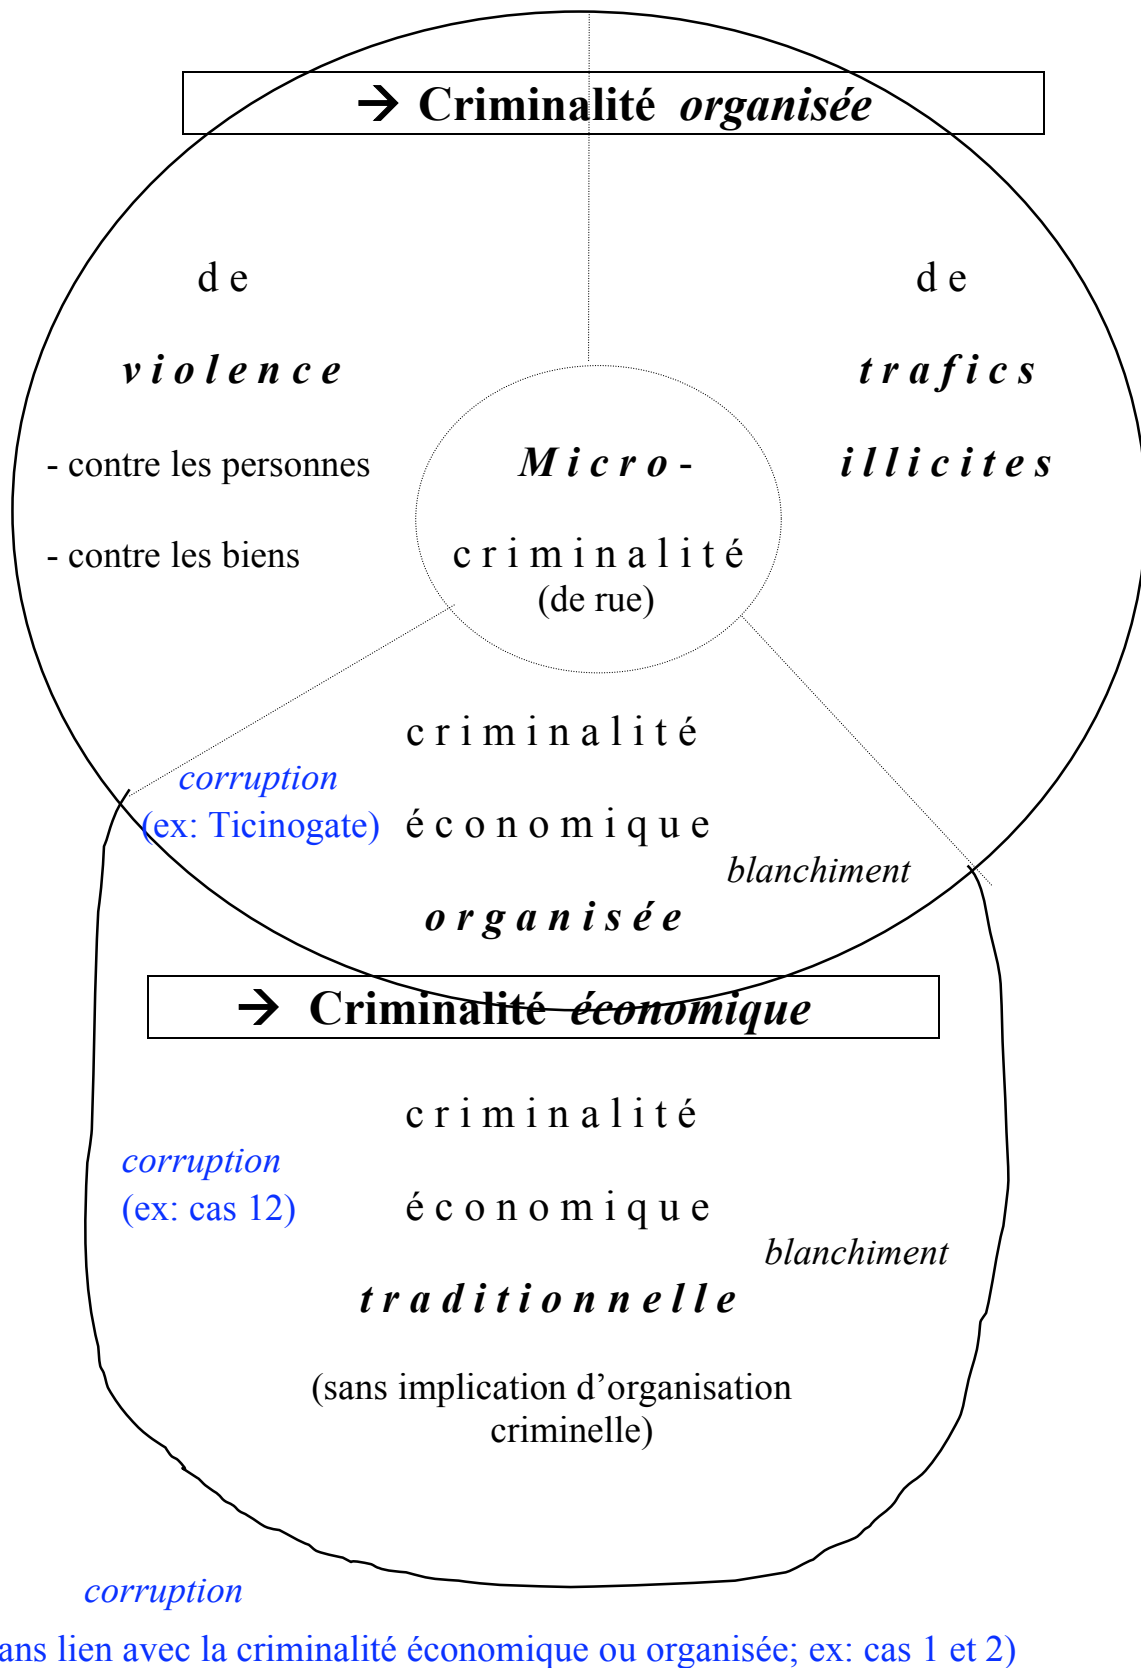 → Criminalité organisée
de
violence
- contre les personnes
- contre les biens
de
trafics
illicites
Micro-
criminalité
(de rue)
criminalité
corruption
(ex: Ticinogate)
économique
blanchiment
organisée
→ Criminalité économique
criminalité
corruption
(ex: cas 12)
économique
blanchiment
traditionnelle
(sans implication d’organisation
criminelle)
corruption
ans lien avec la criminalité économique ou organisée; ex: cas 1 et 2)